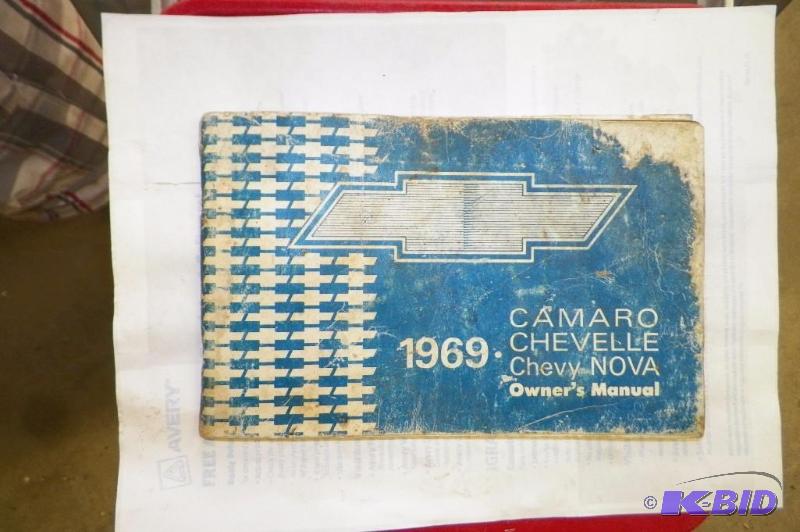 CAMARO
CHEVELLE
1969. Chevy NOVA
Owner's Manual
AVERY
© K-BID